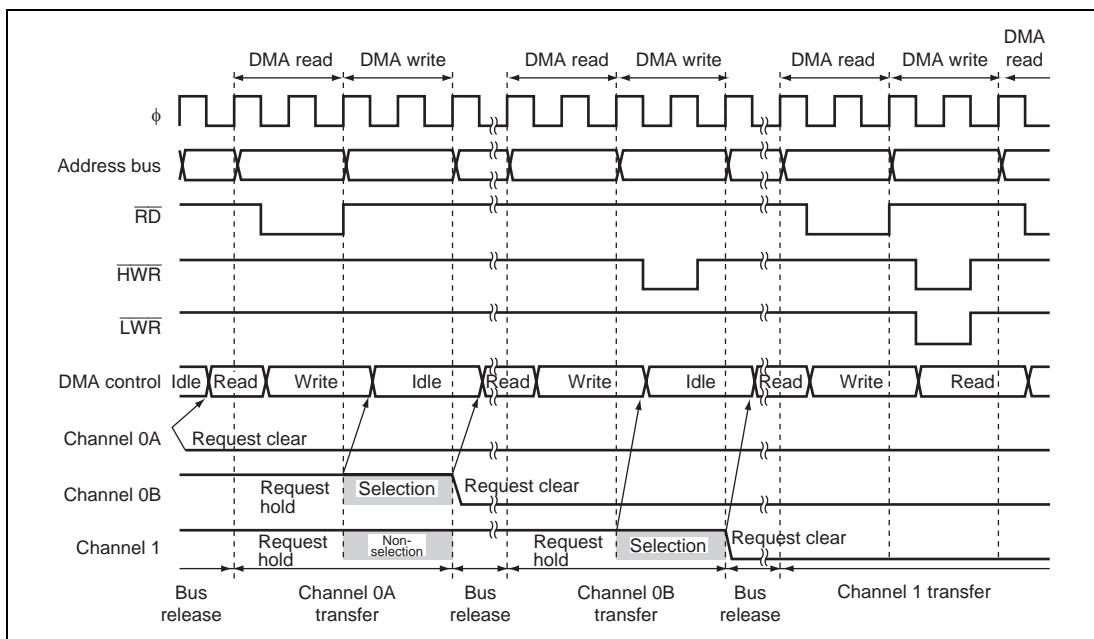 DMA read DMA write DMA read DMA write DMA read DMA write DMA read
ϕ
Address bus
RD
HWR
LWR
DMA control Idle Read Write Idle Read Write Idle Read Write Read
Channel 0A Request clear
Channel 0B Request hold Selection Request clear
Channel 1 Request hold Non-selection Request hold Selection Request clear
Bus release Channel 0A transfer Bus release Channel 0B transfer Bus release Channel 1 transfer